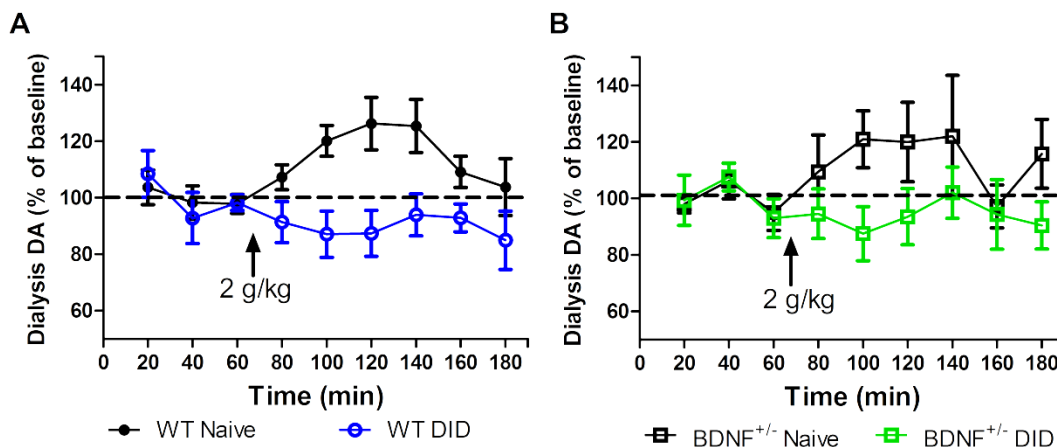 A
Dialysis DA (% of baseline)
140
120
100
80
60
2 g/kg
0 20 40 60 80 100 120 140 160 180
Time (min)
WT Naive WT DID
B
Dialysis DA (% of baseline)
140
120
100
80
60
2 g/kg
0 20 40 60 80 100 120 140 160 180
Time (min)
BDNF+/- Naive BDNF+/- DID